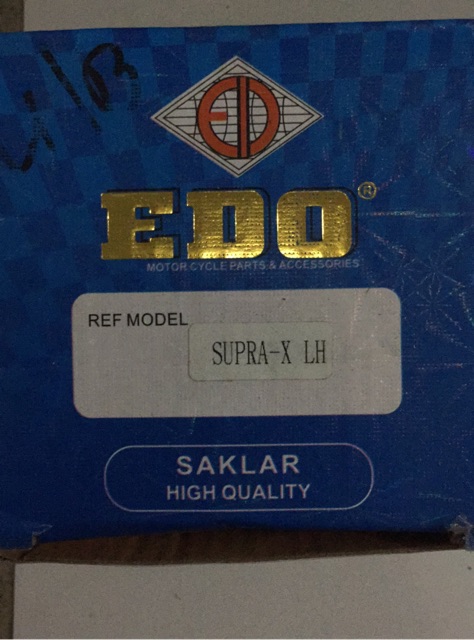 EDO®
MOTOR CYCLE PARTS & ACCESSORIES
REF MODEL
SUPRA-X LH
SAKLAR
HIGH QUALITY